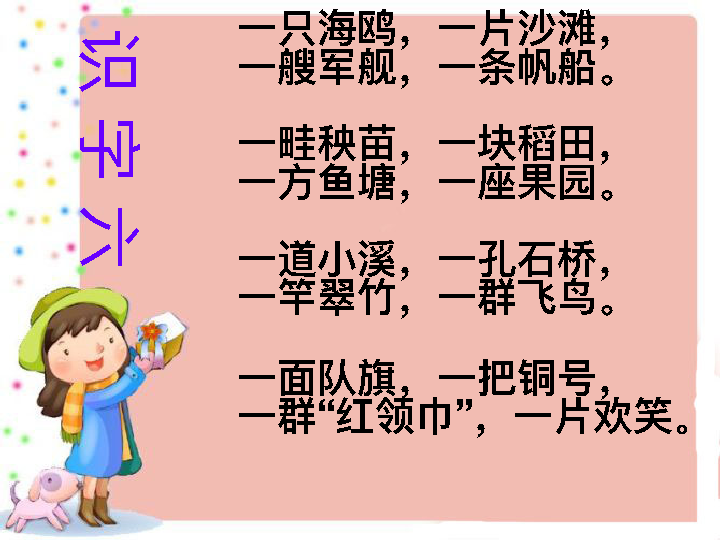 识字六
一只海鸥，一片沙滩，
一艘军舰，一条帆船。
一畦秧苗，一块稻田，
一方鱼塘，一座果园。
一道小溪，一孔石桥，
一竿翠竹，一群飞鸟。
一面队旗，一把铜号，
一群“红领巾”，一片欢笑。